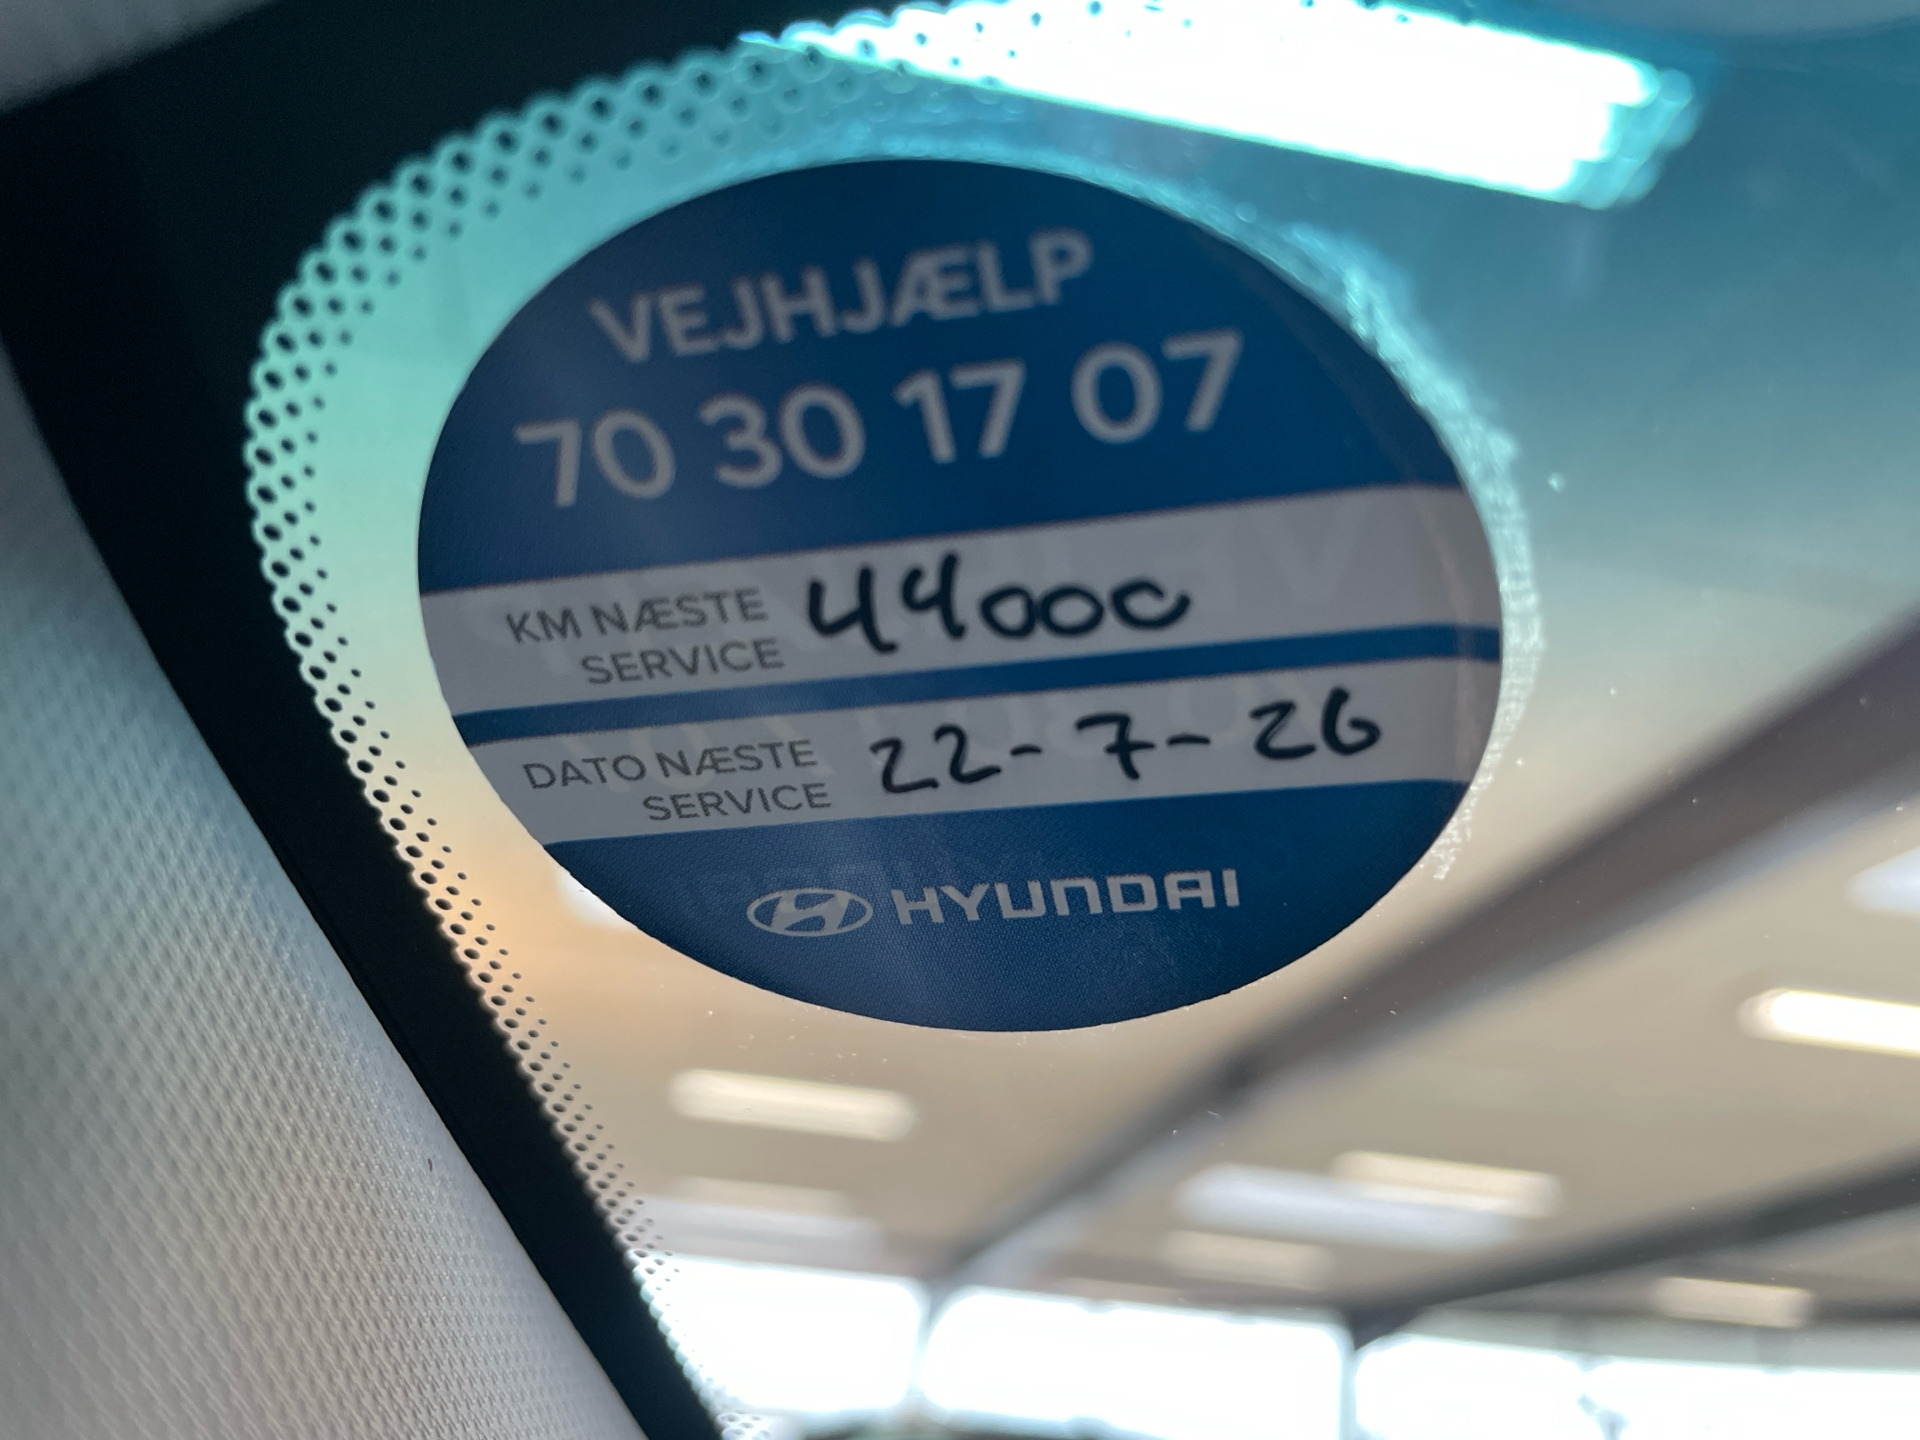 VEJHJÆLP
70 30 17 07
KM NÆSTE
SERVICE
44000
DATO NÆSTE
SERVICE
22-7-26
HYUNDAI